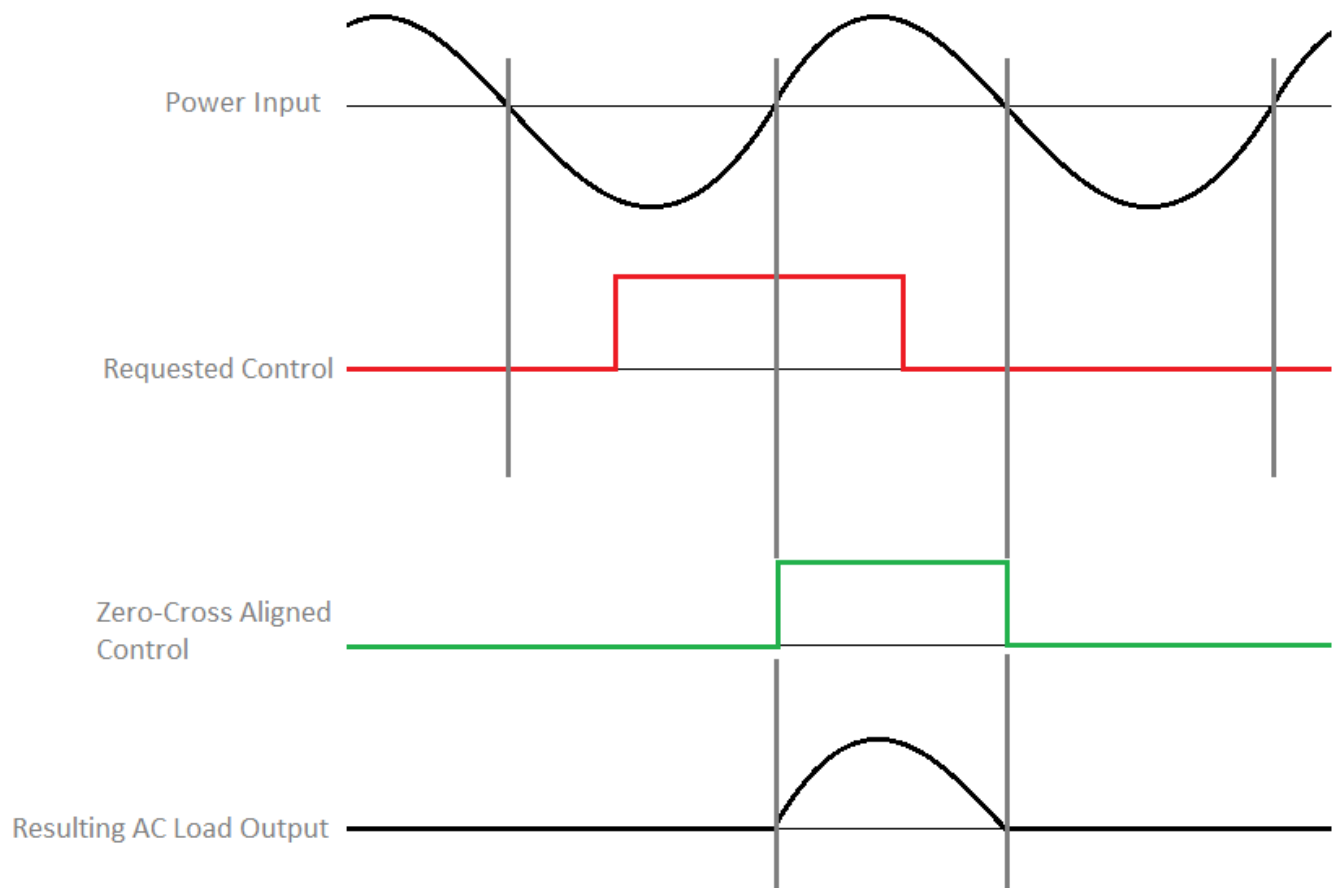 Power Input
Requested Control
Zero-Cross Aligned
Control
Resulting AC Load Output